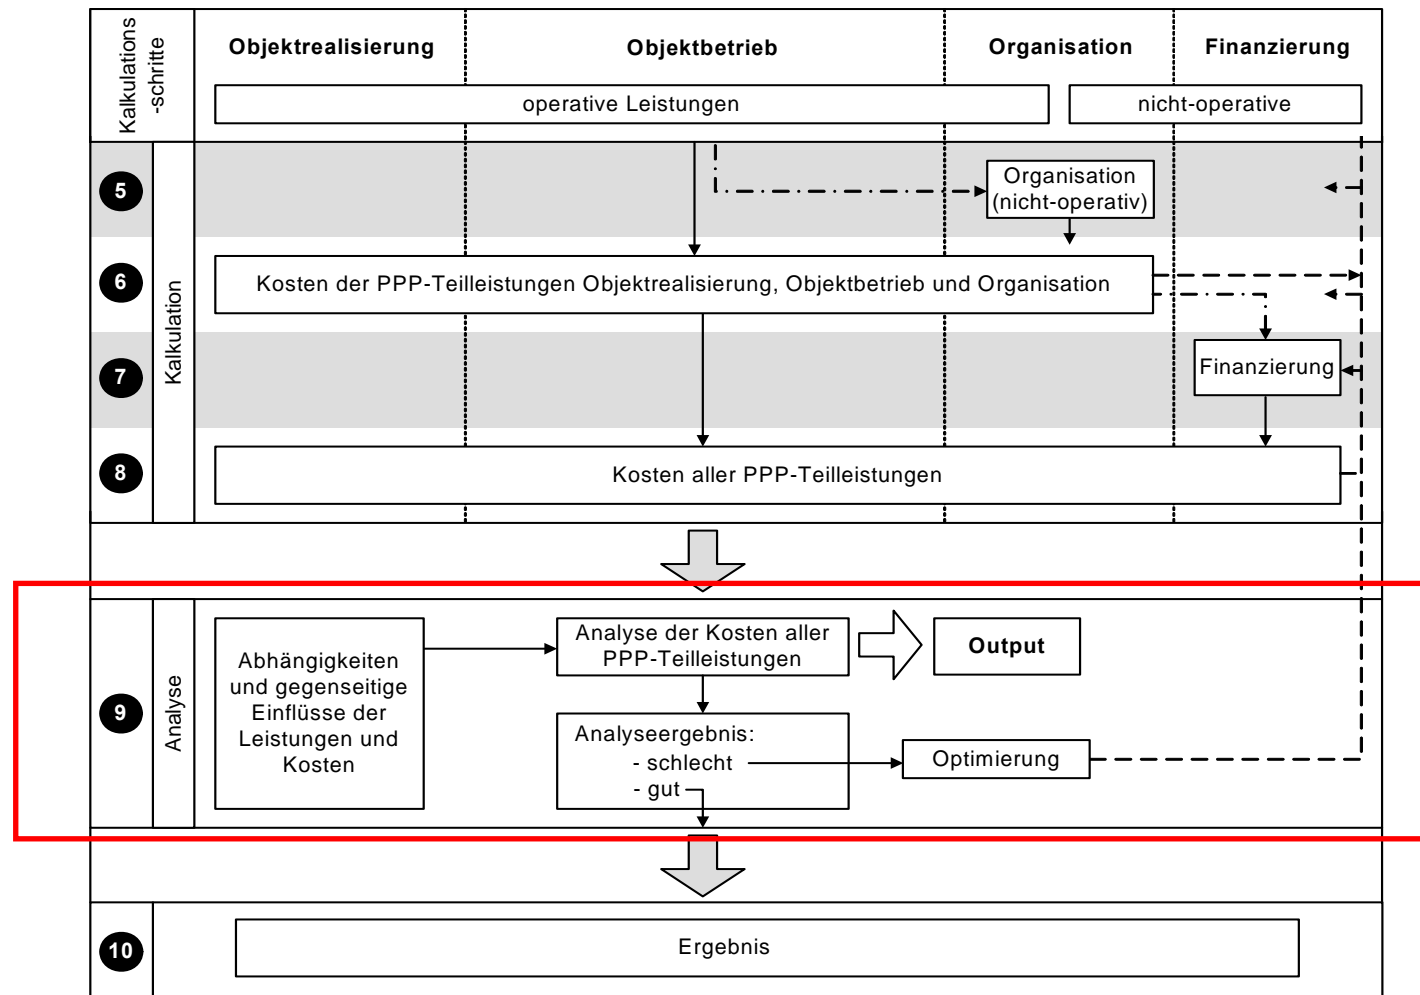 Kalkulations
-schritte
Objektrealisierung
Objektbetrieb
Organisation
Finanzierung
operative Leistungen
nicht-operative
Kalkulation
5
Organisation
(nicht-operativ)
6
Kosten der PPP-Teilleistungen Objektrealisierung, Objektbetrieb und Organisation
7
Finanzierung
8
Kosten aller PPP-Teilleistungen
9
Analyse
Abhängigkeiten
und gegenseitige
Einflüsse der
Leistungen und
Kosten
Analyse der Kosten aller
PPP-Teilleistungen
Output
Analyseergebnis:
- schlecht
- gut
Optimierung
10
Ergebnis